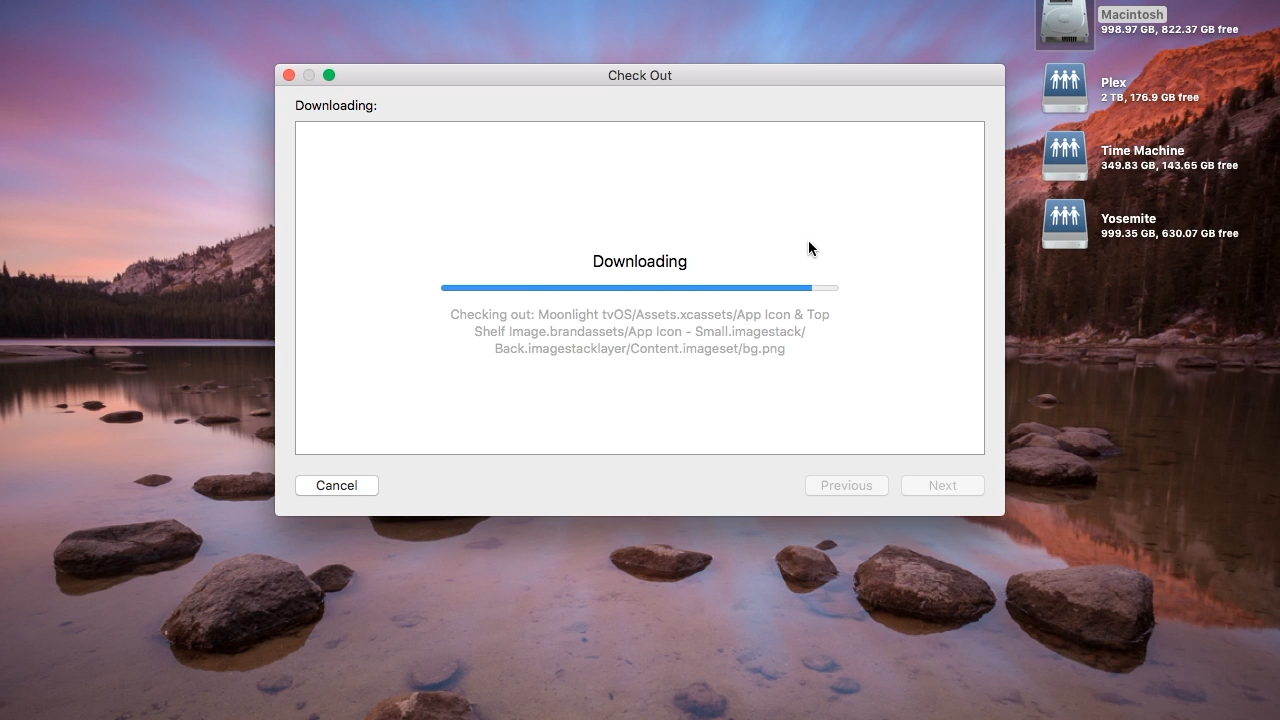 Macintosh
998.97 GB, 822.37 GB free
Check Out
Plex
2 TB, 176.9 GB free
Downloading:
Time Machine
349.83 GB, 143.65 GB free
Yosemite
999.35 GB, 630.07 GB free
Downloading
Checking out: Moonlight tvOS/Assets.xcassets/App Icon & Top
Shelf Image.brandassets/App Icon - Small.imagestack/
Back.imagestacklayer/Content.imageset/bg.png
Cancel
Previous
Next